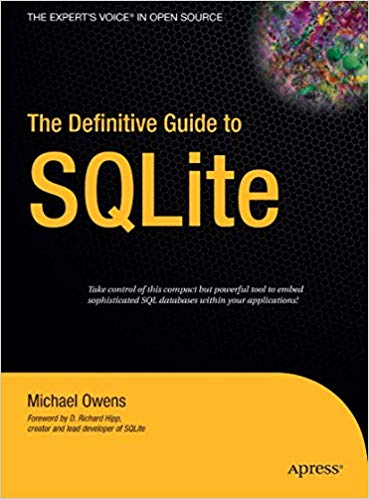 THE EXPERT'S VOICE® IN OPEN SOURCE
The Definitive Guide to
SQLite
Take control of this compact but powerful tool to embed
sophisticated SQL databases within your applications!
Michael Owens
Foreword by D. Richard Hipp,
creator and lead developer of SQLite
Apress®